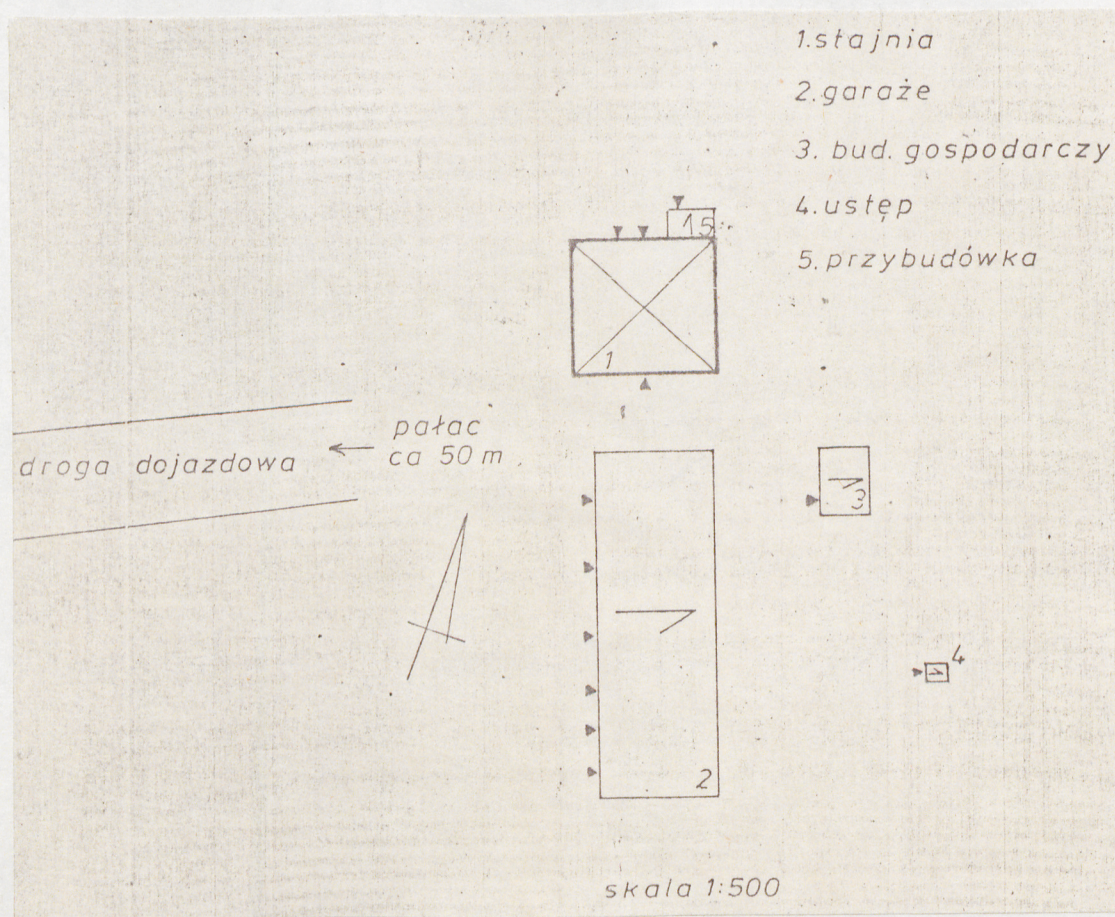 1. stajnia
2. garaże
3. bud. gospodarczy
4. ustęp
5. przybudówka
15
1
pałac
ca 50 m
droga dojazdowa
3
4
2
skala 1:500